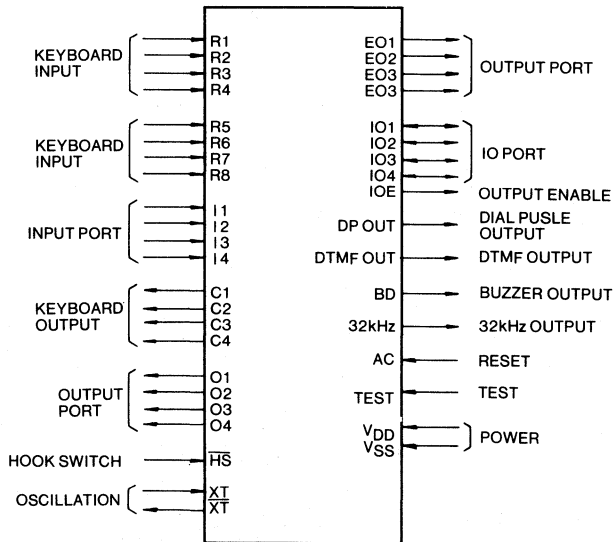 KEYBOARD
INPUT
R1
R2
R3
R4
KEYBOARD
INPUT
R5
R6
R7
R8
INPUT PORT
I1
I2
I3
I4
KEYBOARD
OUTPUT
C1
C2
C3
C4
OUTPUT
PORT
O1
O2
O3
O4
HOOK SWITCH
H̅S̅
OSCILLATION
XT
X̅T̅
EO1
EO2
EO3
EO3
OUTPUT PORT
IO1
IO2
IO3
IO4
IO PORT
IOE
OUTPUT ENABLE
DP OUT
DIAL PUSLE
OUTPUT
DTMF OUT
DTMF OUTPUT
BD
BUZZER OUTPUT
32kHz
32kHz OUTPUT
AC
RESET
TEST
TEST
VDD
VSS
POWER